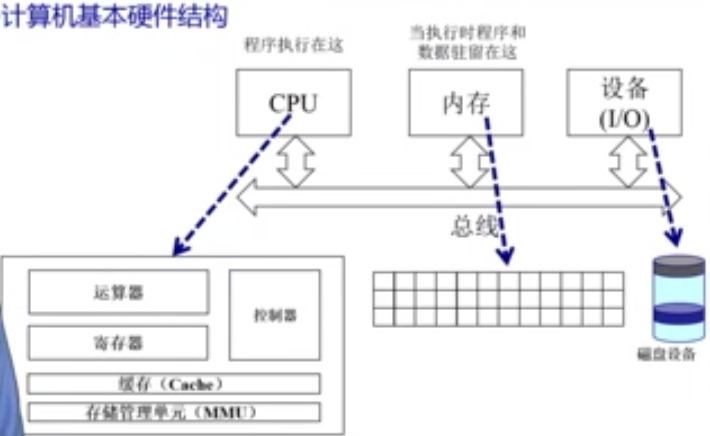 计算机基本硬件结构
程序执行在这
当执行时程序和
数据驻留在这
CPU
内存
设备
(I/O)
总线
运算器
控制器
寄存器
缓存（Cache）
存储管理单元（MMU）
磁盘设备